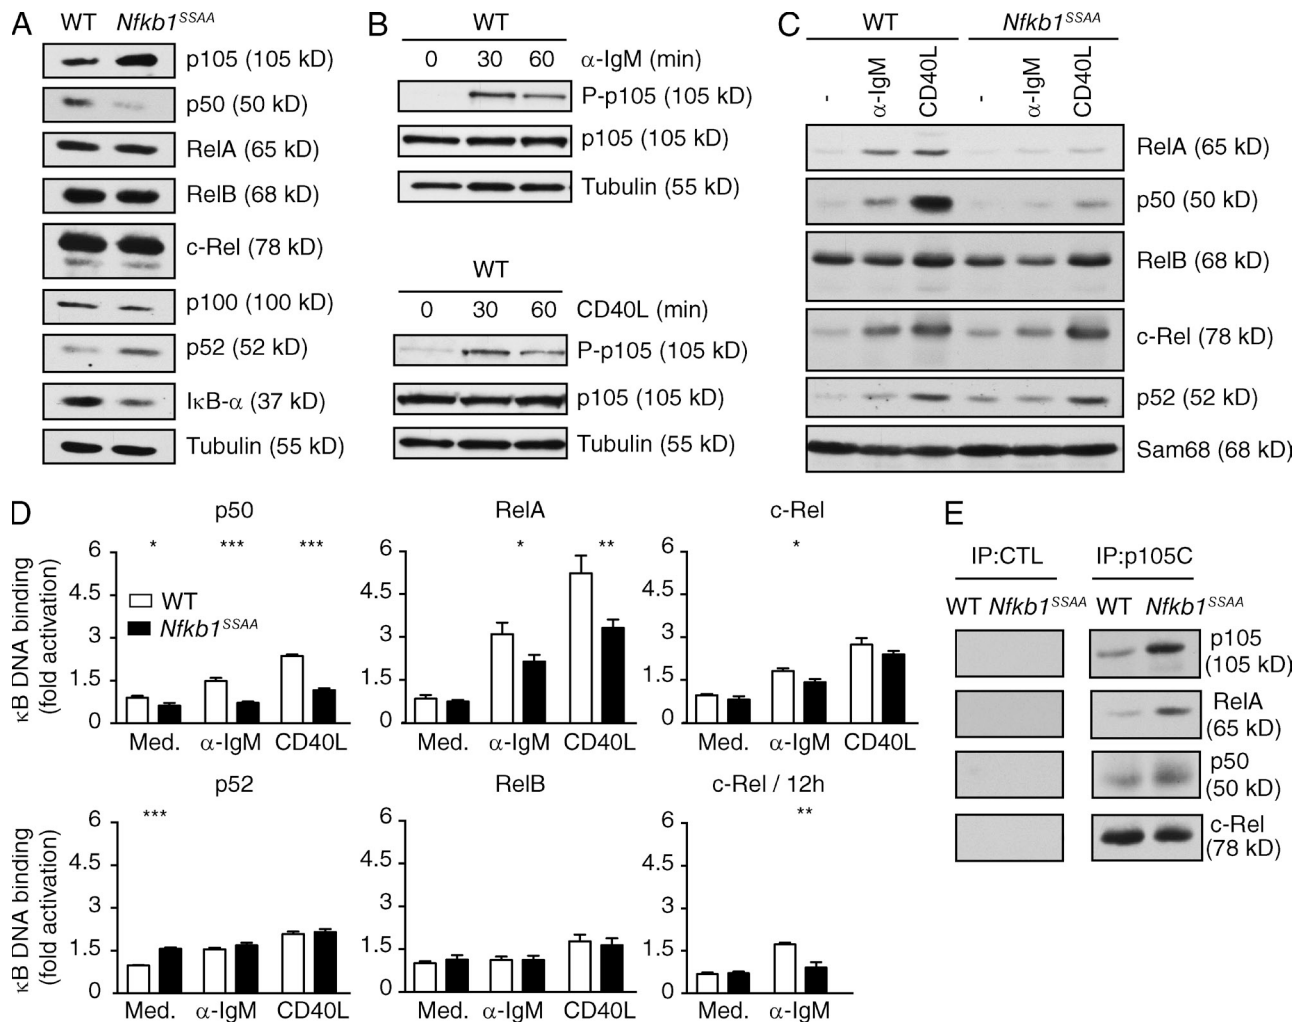 A
WT Nfkb1SSAA
p105 (105 kD)
p50 (50 kD)
RelA (65 kD)
RelB (68 kD)
c-Rel (78 kD)
p100 (100 kD)
p52 (52 kD)
IκB-α (37 kD)
Tubulin (55 kD)
B
WT
0 30 60 α-IgM (min)
P-p105 (105 kD)
p105 (105 kD)
Tubulin (55 kD)
WT
0 30 60 CD40L (min)
P-p105 (105 kD)
p105 (105 kD)
Tubulin (55 kD)
C
WT Nfkb1SSAA
- α-IgM CD40L - α-IgM CD40L
RelA (65 kD)
p50 (50 kD)
RelB (68 kD)
c-Rel (78 kD)
p52 (52 kD)
Sam68 (68 kD)
D
p50
κB DNA binding
(fold activation)
6
4.5
3
1.5
0
* *** ***
WT
Nfkb1SSAA
Med. α-IgM CD40L
RelA
6
4.5
3
1.5
0
* **
Med. α-IgM CD40L
c-Rel
6
4.5
3
1.5
0
*
Med. α-IgM CD40L
p52
κB DNA binding
(fold activation)
6
4.5
3
1.5
0
***
Med. α-IgM CD40L
RelB
6
4.5
3
1.5
0
Med. α-IgM CD40L
c-Rel / 12h
6
4.5
3
1.5
0
**
Med. α-IgM
E
IP:CTL IP:p105C
WT Nfkb1SSAA WT Nfkb1SSAA
p105
(105 kD)
RelA
(65 kD)
p50
(50 kD)
c-Rel
(78 kD)